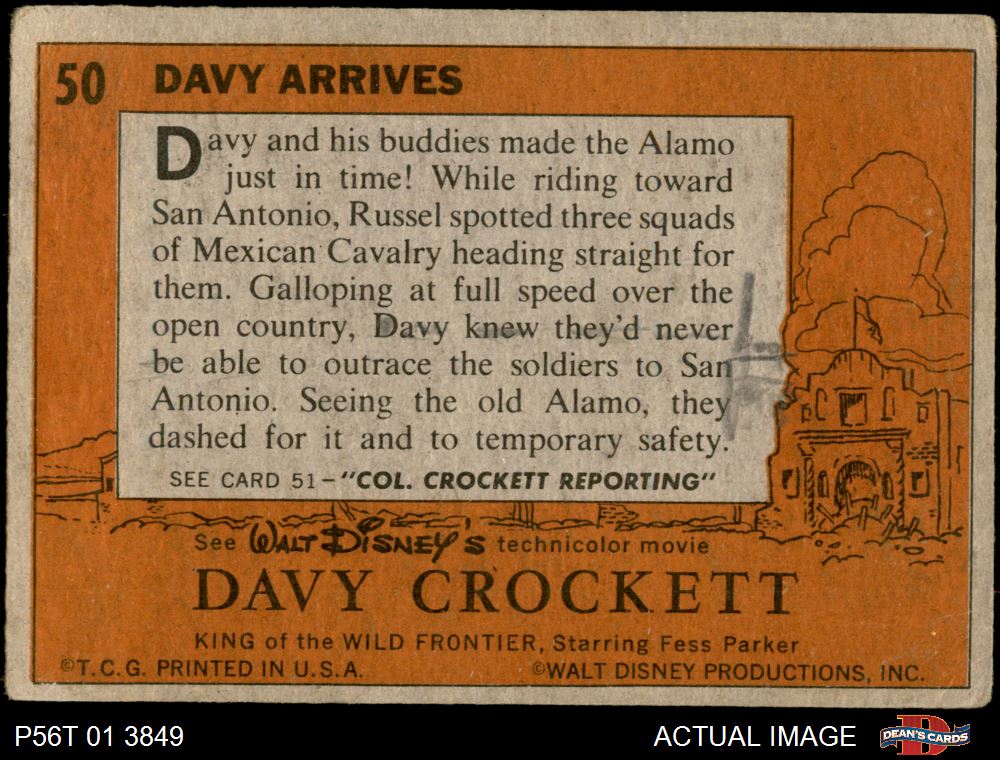 50 DAVY ARRIVES
Davy and his buddies made the Alamo
just in time! While riding toward
San Antonio, Russel spotted three squads
of Mexican Cavalry heading straight for
them. Galloping at full speed over the
open country, Davy knew they'd never
be able to outrace the soldiers to San
Antonio. Seeing the old Alamo, they
dashed for it and to temporary safety.
SEE CARD 51-"COL. CROCKETT REPORTING"
See WALT DISNEY'S technicolor movie
DAVY CROCKETT
KING of the WILD FRONTIER, Starring Fess Parker
©T.C.G. PRINTED IN U.S.A. ©WALT DISNEY PRODUCTIONS, INC.
P56T 01 3849 ACTUAL IMAGE DEAN'S CARDS